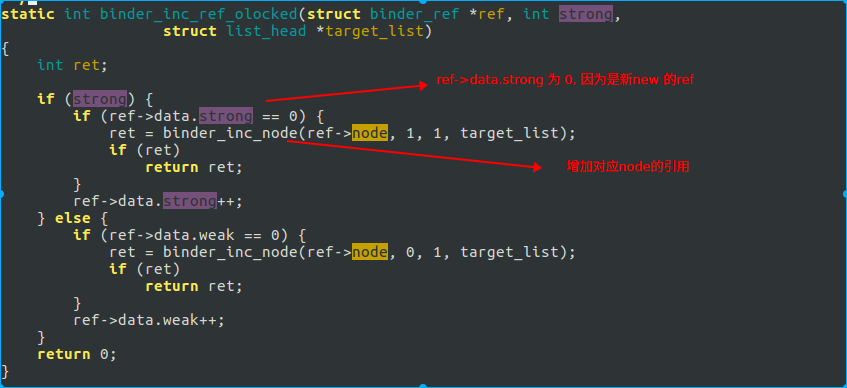 static int binder_inc_ref_olocked(struct binder_ref *ref, int strong,
struct list_head *target_list)
{
int ret;
if (strong) {
ref->data.strong 为 0, 因为是新new 的ref
if (ref->data.strong == 0) {
ret = binder_inc_node(ref->node, 1, 1, target_list);
if (ret)
增加对应node的引用
return ret;
}
ref->data.strong++;
} else {
if (ref->data.weak == 0) {
ret = binder_inc_node(ref->node, 0, 1, target_list);
if (ret)
return ret;
}
ref->data.weak++;
}
return 0;
}